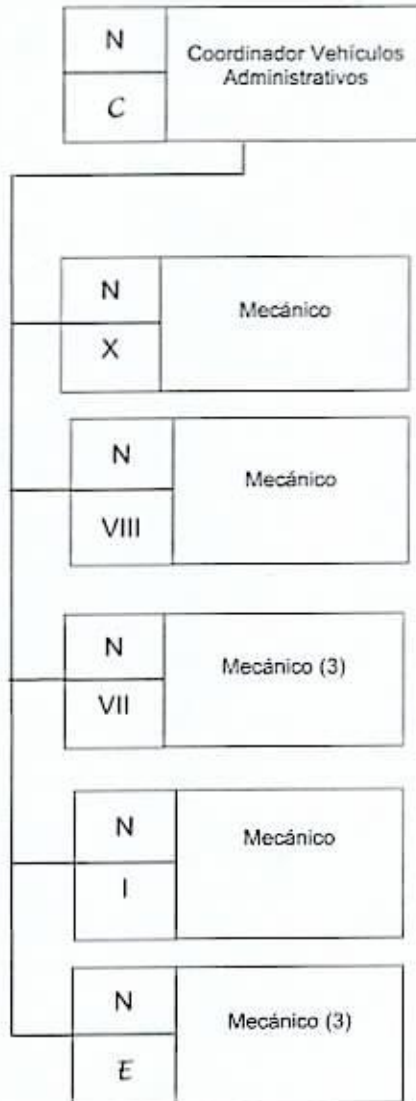 N
C
Coordinador Vehículos
Administrativos
N
X
Mecánico
N
VIII
Mecánico
N
VII
Mecánico (3)
N
I
Mecánico
N
E
Mecánico (3)